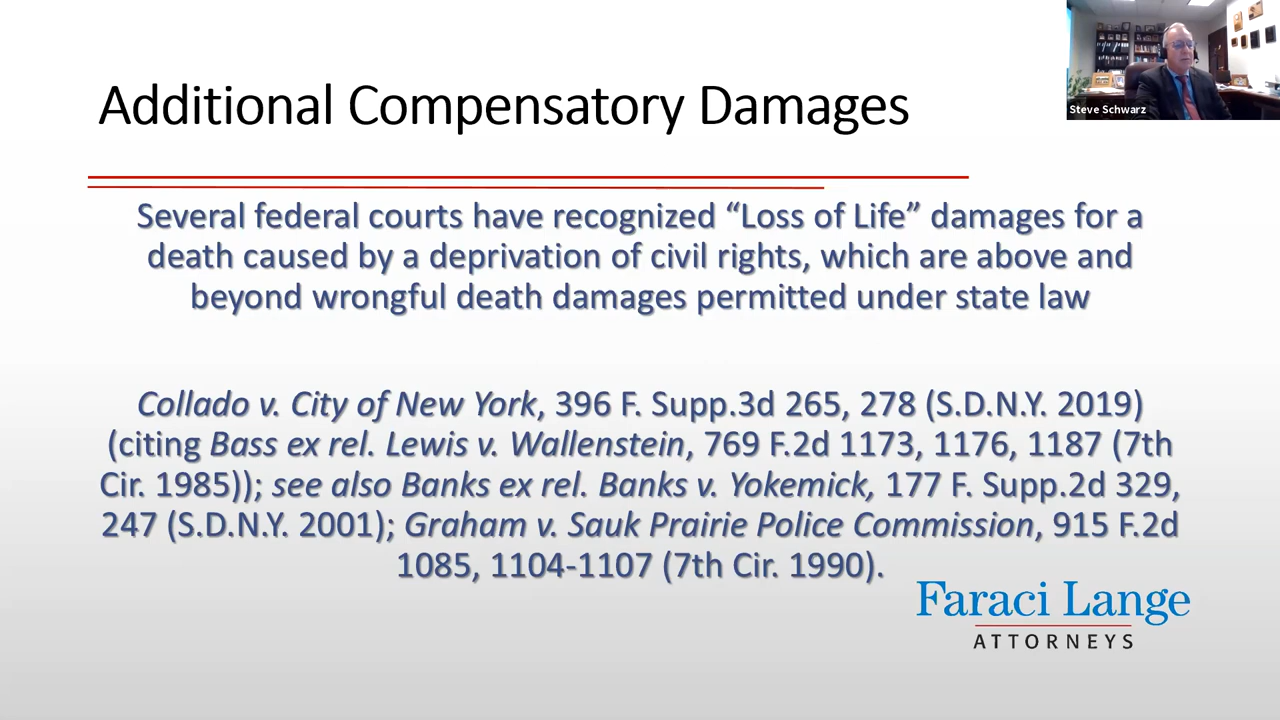 Additional Compensatory Damages
Steve Schwarz
Several federal courts have recognized “Loss of Life” damages for a
death caused by a deprivation of civil rights, which are above and
beyond wrongful death damages permitted under state law
Collado v. City of New York, 396 F. Supp.3d 265, 278 (S.D.N.Y. 2019)
(citing Bass ex rel. Lewis v. Wallenstein, 769 F.2d 1173, 1176, 1187 (7th
Cir. 1985)); see also Banks ex rel. Banks v. Yokemick, 177 F. Supp.2d 329,
247 (S.D.N.Y. 2001); Graham v. Sauk Prairie Police Commission, 915 F.2d
1085, 1104-1107 (7th Cir. 1990).
Faraci Lange
ATTORNEYS